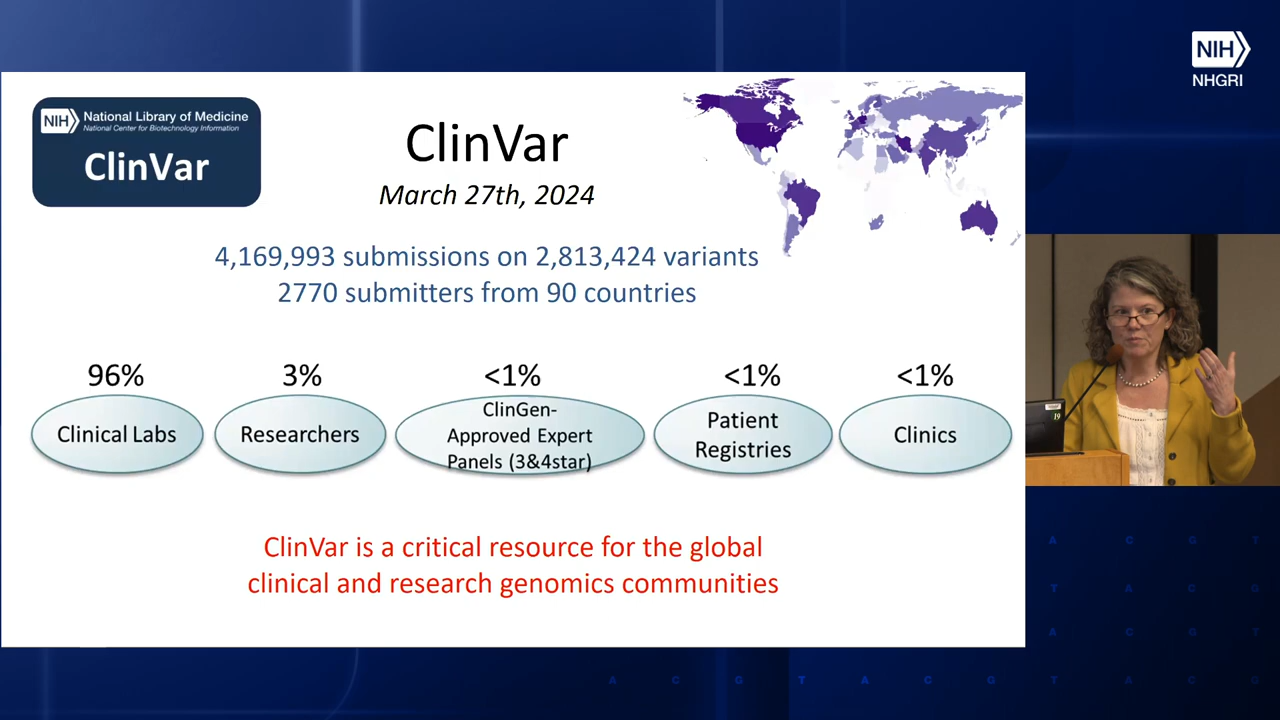 NIH
NHGRI
NIH National Library of Medicine
National Center for Biotechnology Information
ClinVar
ClinVar
March 27th, 2024
4,169,993 submissions on 2,813,424 variants
2770 submitters from 90 countries
96%
Clinical Labs
3%
Researchers
<1%
ClinGen-
Approved Expert
Panels (3&4star)
<1%
Patient
Registries
<1%
Clinics
ClinVar is a critical resource for the global
clinical and research genomics communities
19
A C G T
T A C G
A C G T
A C G T A C G T A C G